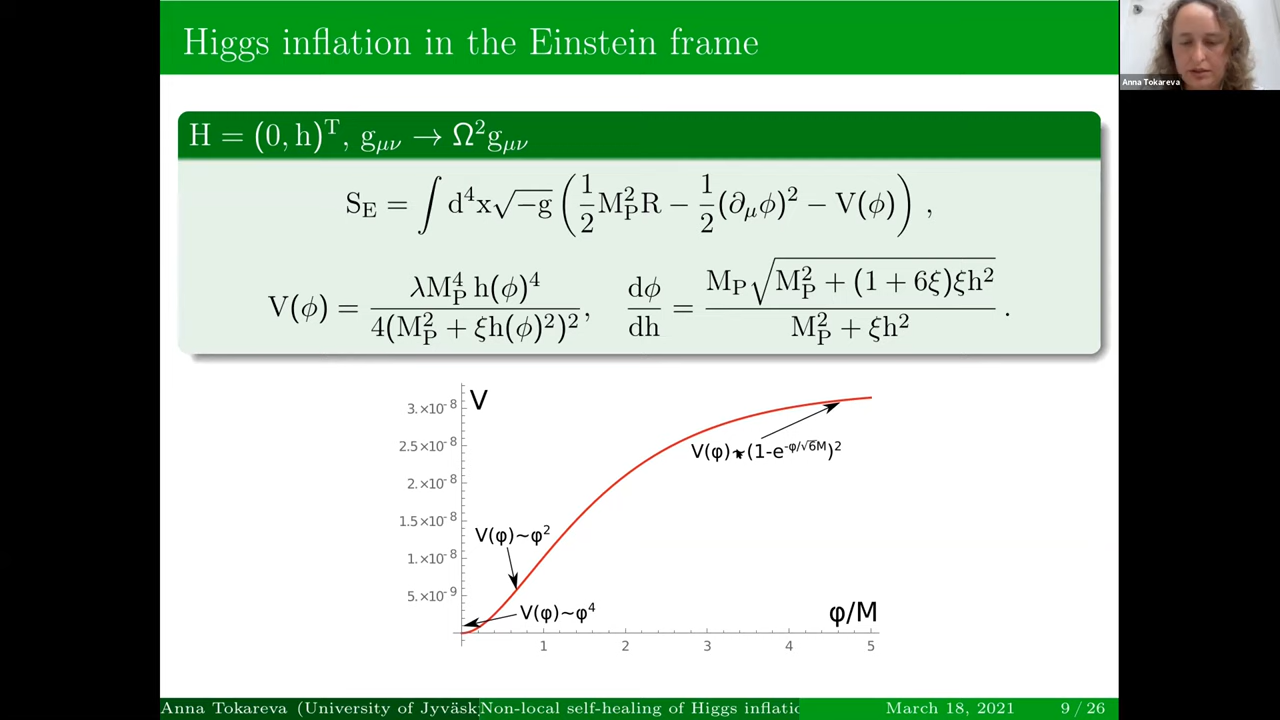 Higgs inflation in the Einstein frame
Anna Tokareva
H = (0, h)ᵀ, g_μν → Ω²g_μν
S_E = ∫ d⁴x√−g (1/2 M_P² R − 1/2 (∂_μϕ)² − V(ϕ)) ,
V(ϕ) = λM_P⁴ h(ϕ)⁴ / 4(M_P² + ξh(ϕ)²)², dϕ/dh = M_P√(M_P² + (1 + 6ξ)ξh²) / M_P² + ξh² .
V
3.×10⁻⁸
2.5×10⁻⁸
2.×10⁻⁸
1.5×10⁻⁸
1.×10⁻⁸
5.×10⁻⁹
V(φ)~(1-e^-φ/√6M)²
V(φ)~φ²
V(φ)~φ⁴
φ/M
1 2 3 4 5
Anna Tokareva (University of Jyväsk Non-local self-healing of Higgs inflatio March 18, 2021 9 / 26